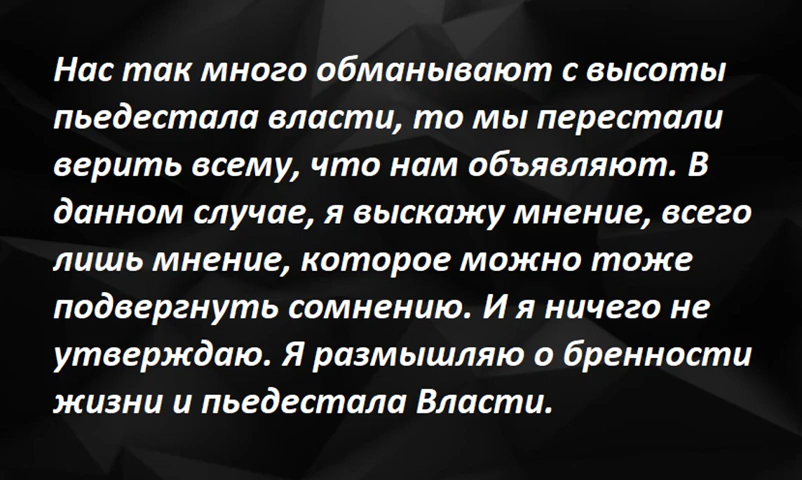 Нас так много обманывают с высоты
пьедестала власти, то мы перестали
верить всему, что нам объявляют. В
данном случае, я выскажу мнение, всего
лишь мнение, которое можно тоже
подвергнуть сомнению. И я ничего не
утверждаю. Я размышляю о бренности
жизни и пьедестала Власти.